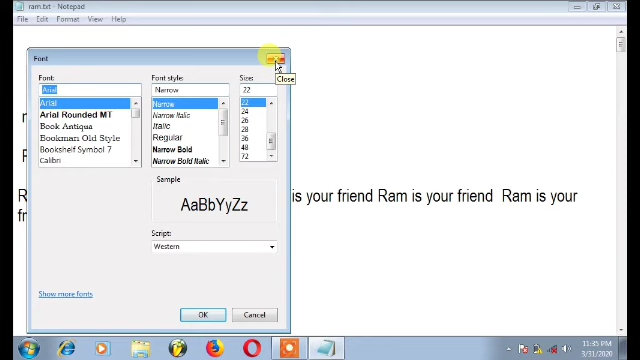 ram.txt - Notepad
File Edit Format View Help
Font
Close
Font: Font style: Size:
Arial Narrow 22
Arial Narrow 22
Arial Rounded MT Narrow Italic 24
Book Antiqua Italic 26
Bookman Old Style Regular 28
Bookshelf Symbol 7 Narrow Bold 36
Calibri Narrow Bold Italic 48
72
Sample
AaBbYyZz
is your friend Ram is your friend Ram is your
Script:
Western
Show more fonts
OK Cancel
11:35 PM
3/31/2020